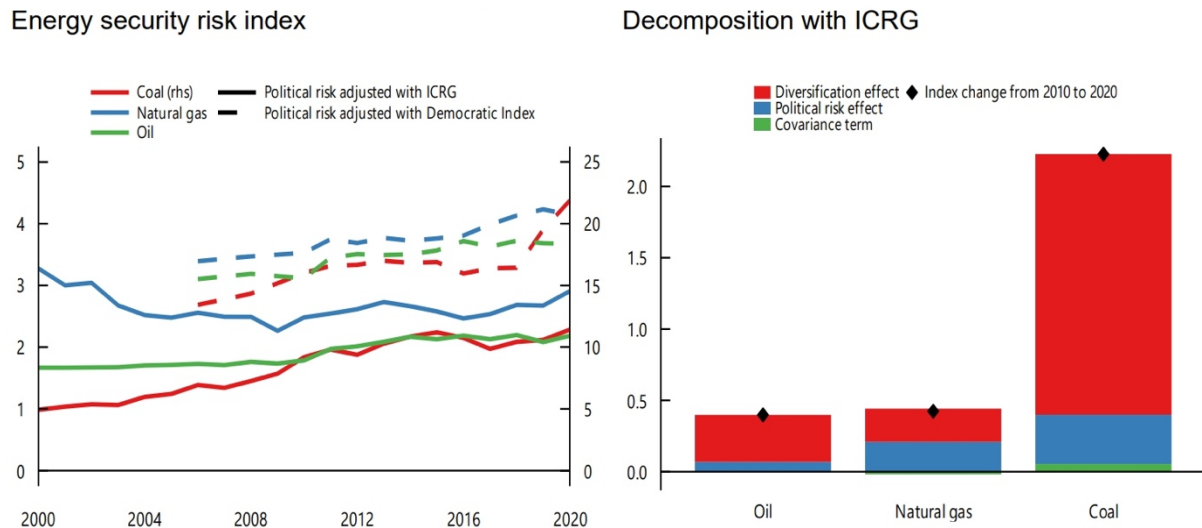 Energy security risk index
Coal (rhs)
Natural gas
Oil
Political risk adjusted with ICRG
Political risk adjusted with Democratic Index
5
4
3
2
1
0
25
20
15
10
5
0
2000
2004
2008
2012
2016
2020
Decomposition with ICRG
Diversification effect
Political risk effect
Covariance term
Index change from 2010 to 2020
2.0
1.5
1.0
0.5
0.0
Oil
Natural gas
Coal